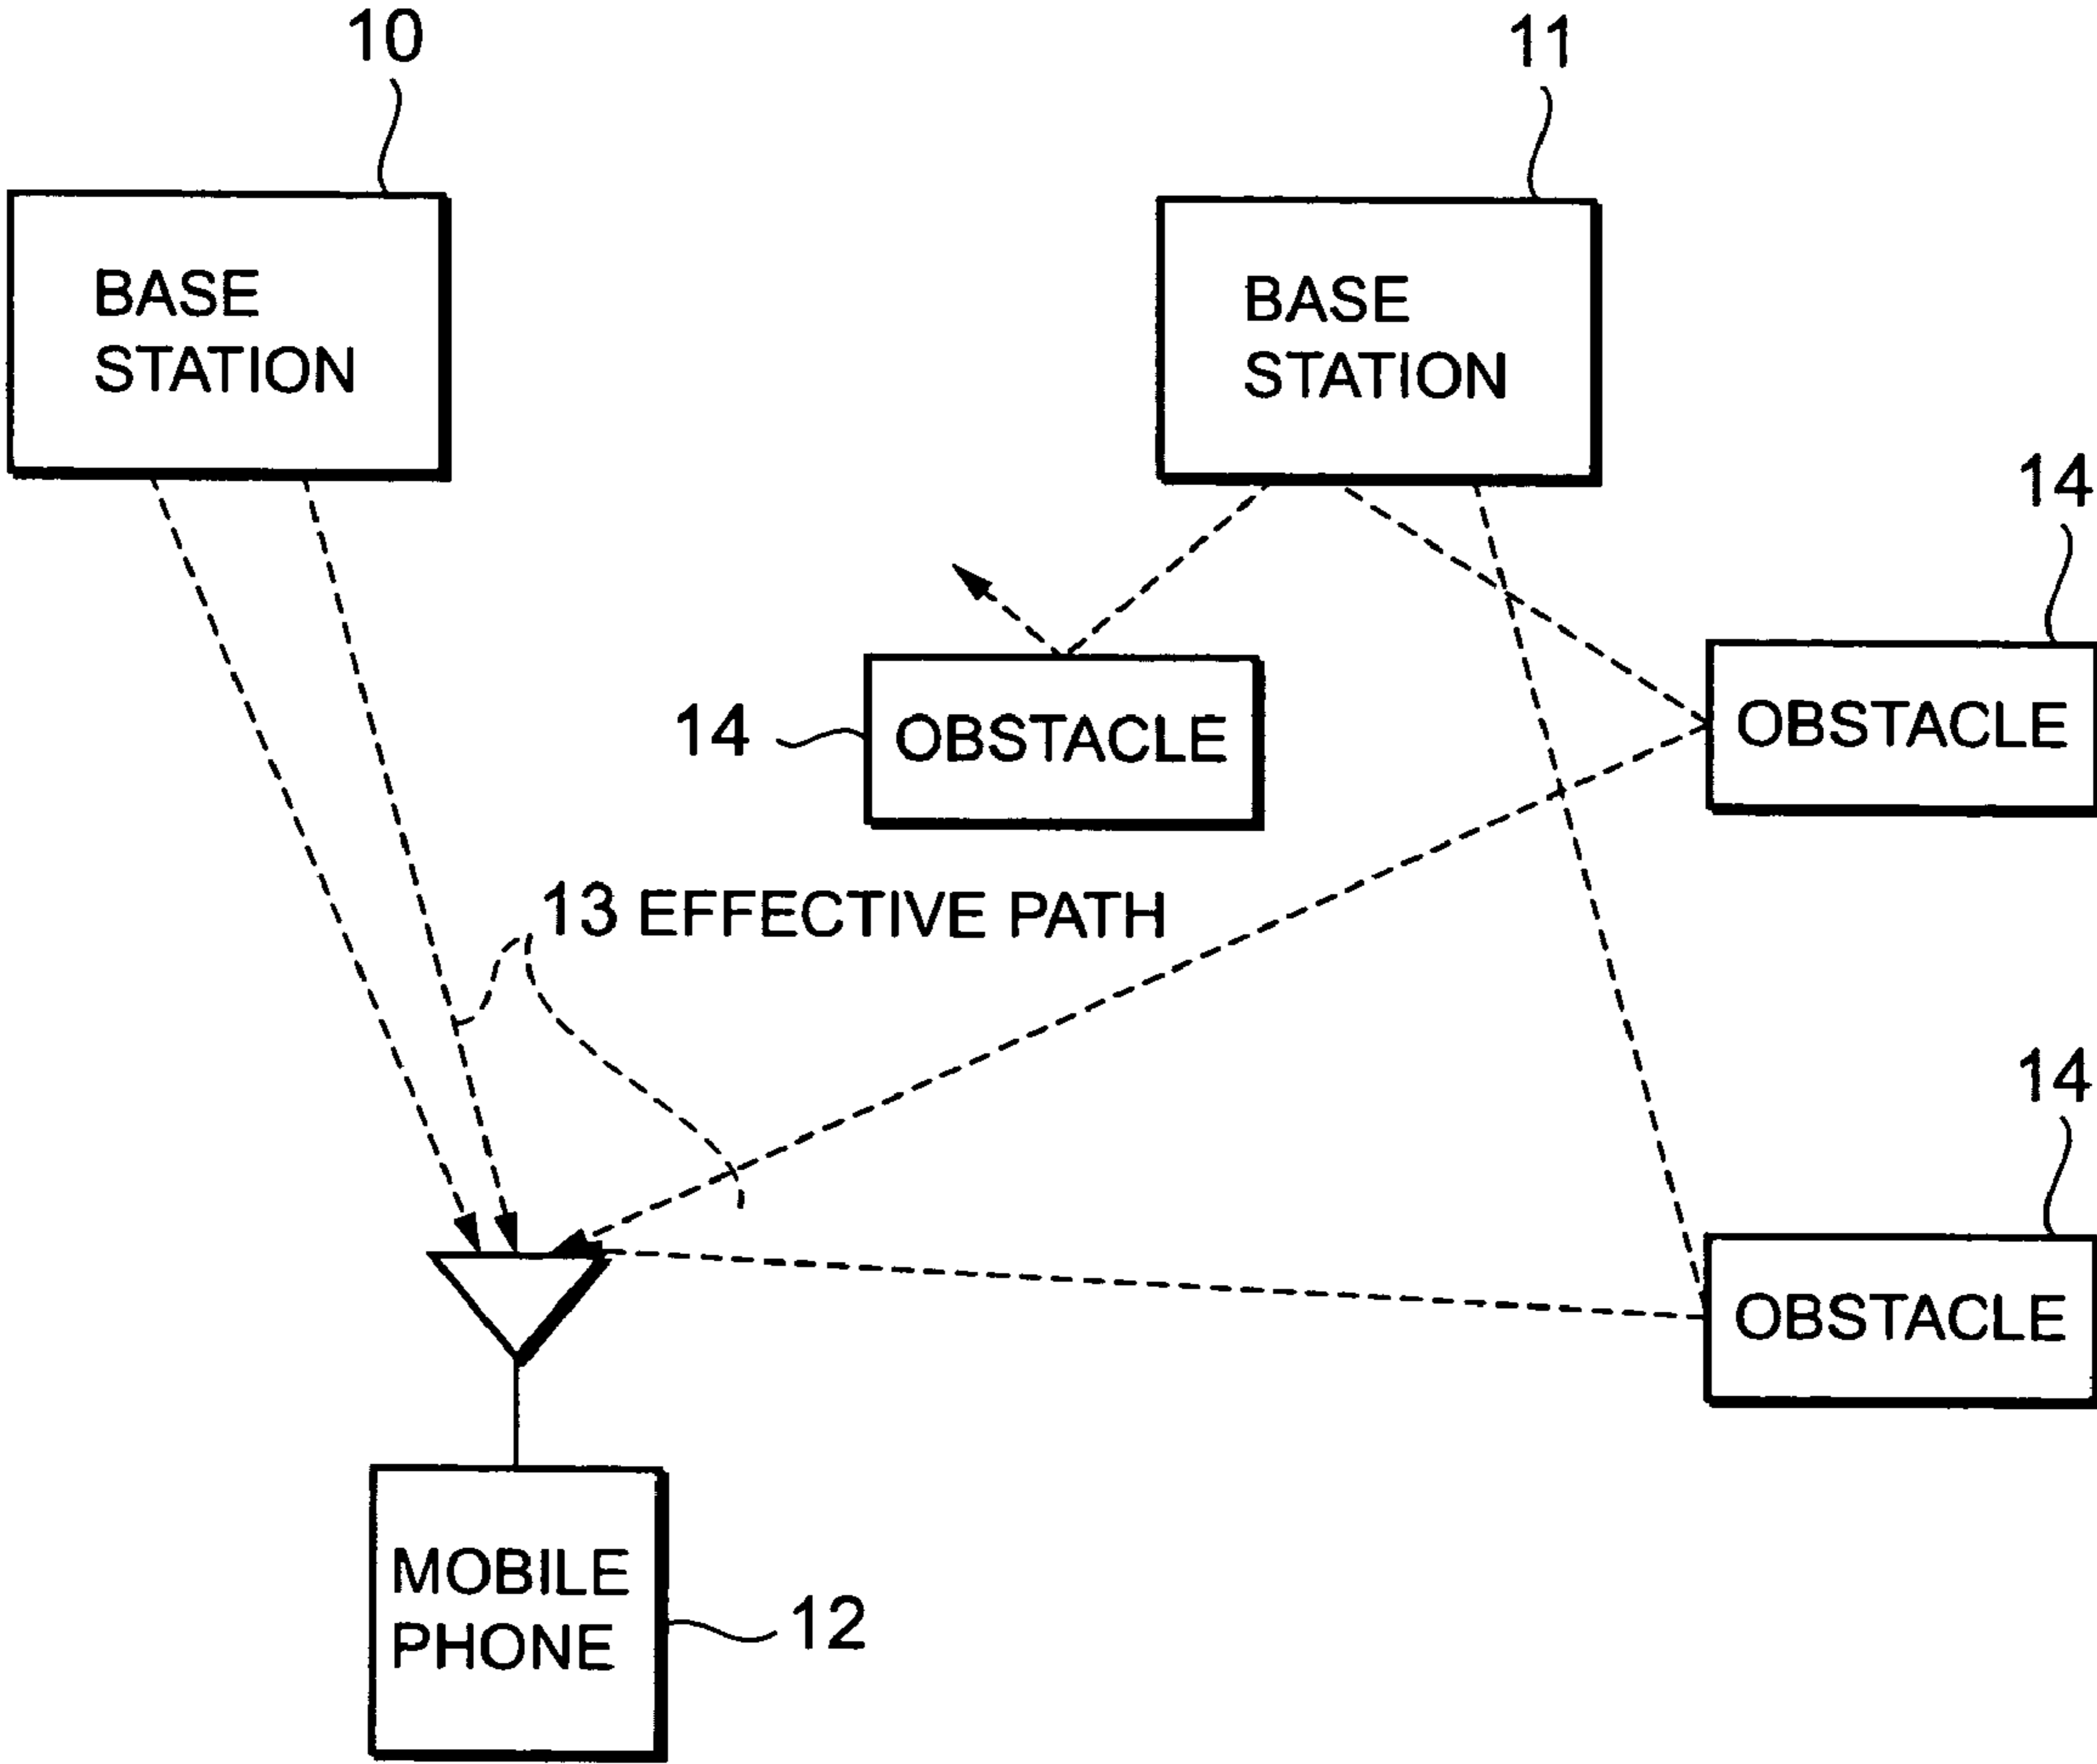 10
11
BASE
STATION
BASE
STATION
14
14
OBSTACLE
OBSTACLE
13 EFFECTIVE PATH
14
OBSTACLE
MOBILE
PHONE
12